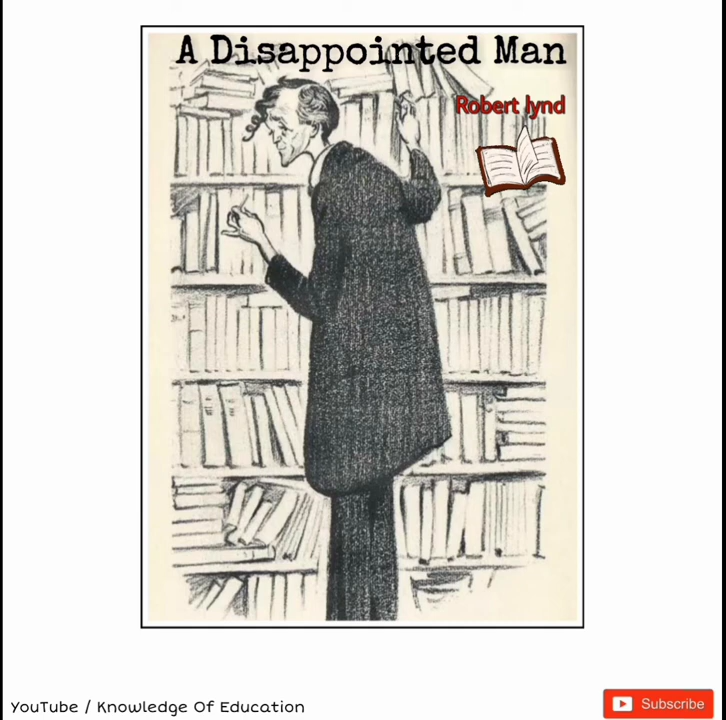 A Disappointed Man
Robert lynd
YouTube / Knowledge Of Education
Subscribe